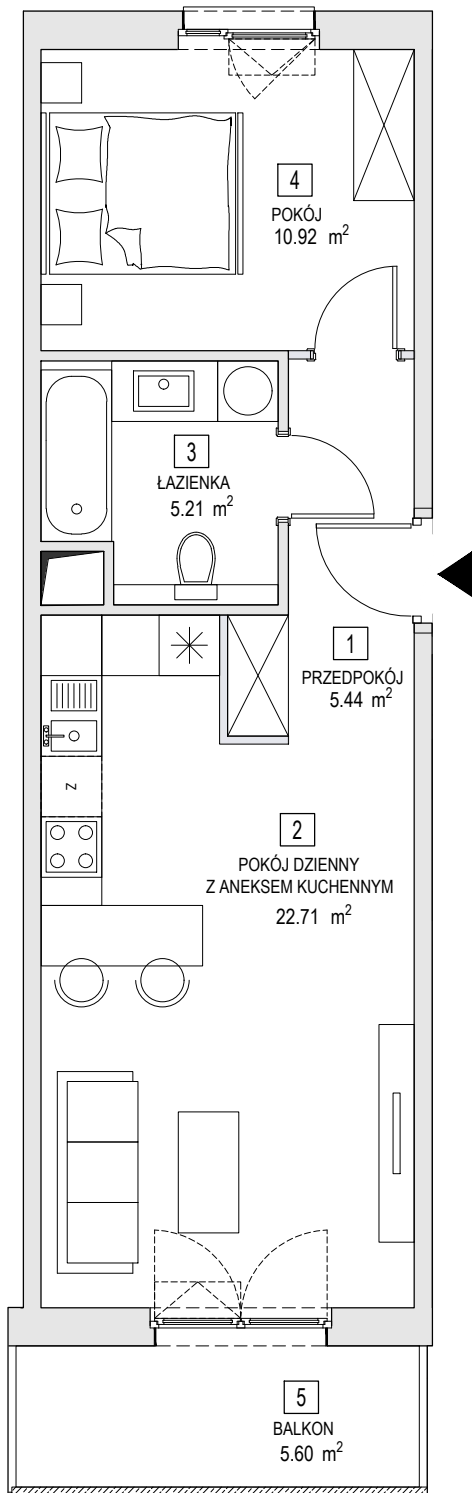 4
POKÓJ
10.92 m²
3
ŁAZIENKA
5.21 m²
1
PRZEDPOKÓJ
5.44 m²
Z
2
POKÓJ DZIENNY
Z ANEKSEM KUCHENNYM
22.71 m²
5
BALKON
5.60 m²